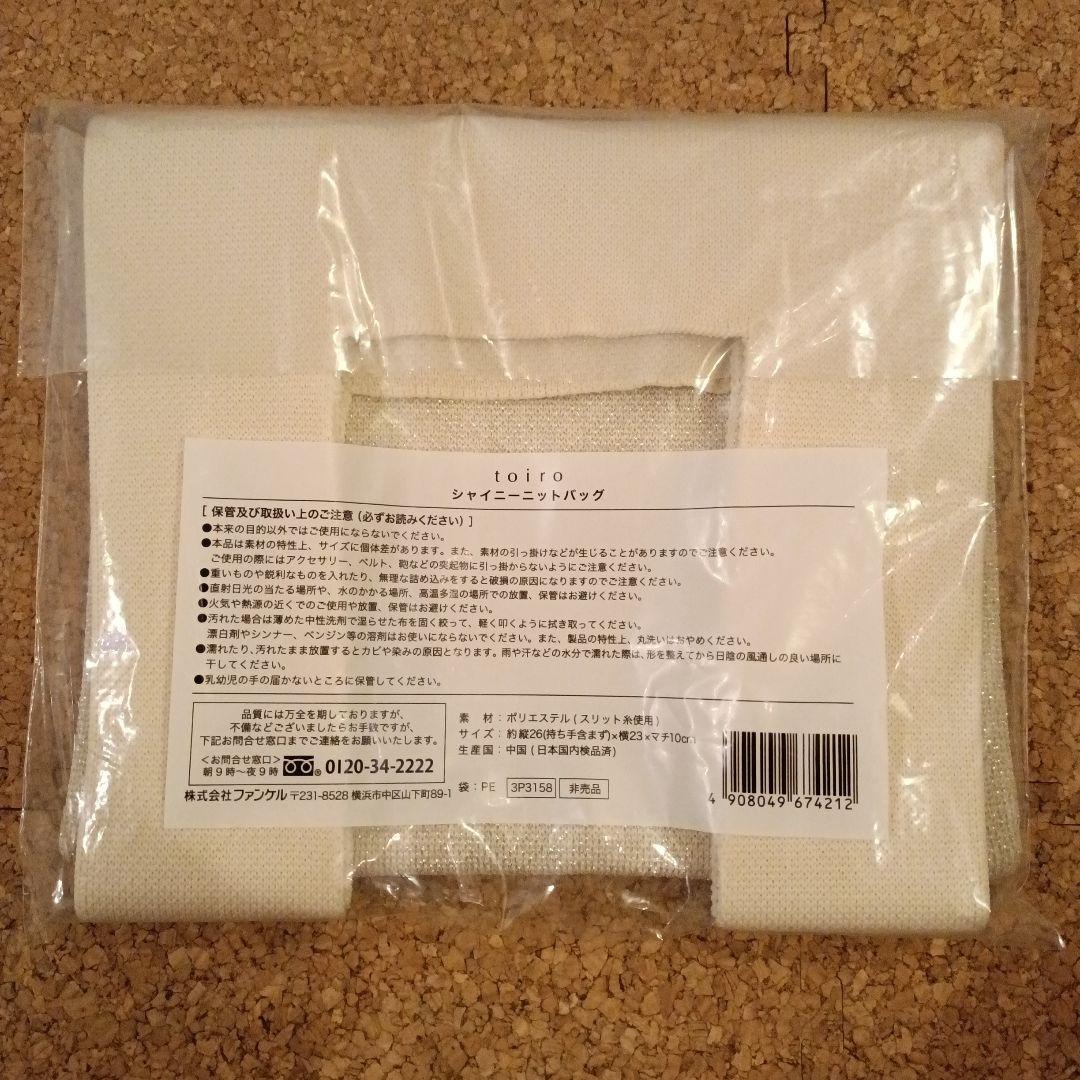 toiro
シャイニーニットバッグ
[ 保管及び取扱い上のご注意 (必ずお読みください) ]
●本来の目的以外ではご使用にならないでください。
●本品は素材の特性上、サイズに個体差があります。また、素材の引っ掛けなどが生じることがありますのでご注意ください。
ご使用の際にはアクセサリー、ベルト、鞄などの突起物に引っ掛からないようにご注意ください。
●重いものや鋭利なものを入れたり、無理な詰め込みをすると破損の原因になりますのでご注意ください。
●直射日光の当たる場所や、水のかかる場所、高温多湿の場所での放置、保管はお避けください。
●火気や熱源の近くでのご使用や放置、保管はお避けください。
●汚れた場合は薄めた中性洗剤で湿らせた布を固く絞って、軽く叩くように拭き取ってください。
漂白剤やシンナー、ベンジン等の溶剤はお使いにならないでください。また、製品の特性上、丸洗いはおやめください。
●濡れたり、汚れたまま放置するとカビや染みの原因となります。雨や汗などの水分で濡れた際は、形を整えてから日陰の風通しの良い場所に
干してください。
●乳幼児の手の届かないところに保管してください。
品質には万全を期しておりますが、
不備などございましたらお手数ですが、
下記お問合せ窓口までご連絡をお願いいたします。
<お問合せ窓口>
朝9時〜夜9時 0120-34-2222
株式会社ファンケル 〒231-8528 横浜市中区山下町89-1
素 材：ポリエステル (スリット糸使用)
サイズ：約縦26(持ち手含まず)×横23×マチ10cm
生産国：中国 (日本国内検品済)
袋：PE 3P3158 非売品
4 908049 674212